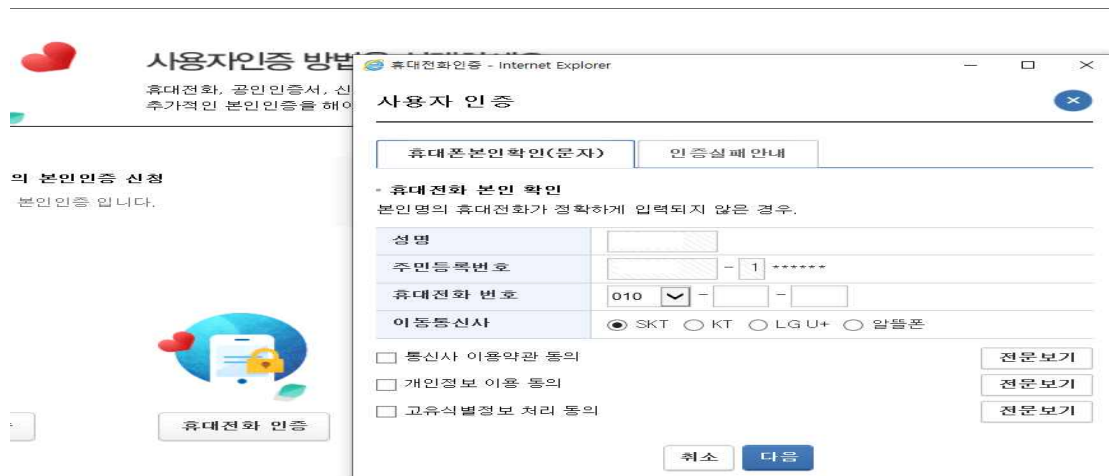 사용자인증 방법
휴대전화, 공인인증서, 신
추가적인 본인인증을 해야
의 본인인증 신청
본인인증 입니다.
휴대전화 인증
휴대전화인증 - Internet Explorer
사용자 인증
휴대폰본인확인(문자) 인증실패안내
휴대전화 본인 확인
본인명의 휴대전화가 정확하게 입력되지 않은 경우.
성명
주민등록번호 - 1 ******
휴대전화 번호 010 - -
이동통신사 SKT KT LG U+ 알뜰폰
통신사 이용약관 동의 전문보기
개인정보 이용 동의 전문보기
고유식별정보 처리 동의 전문보기
취소 다음